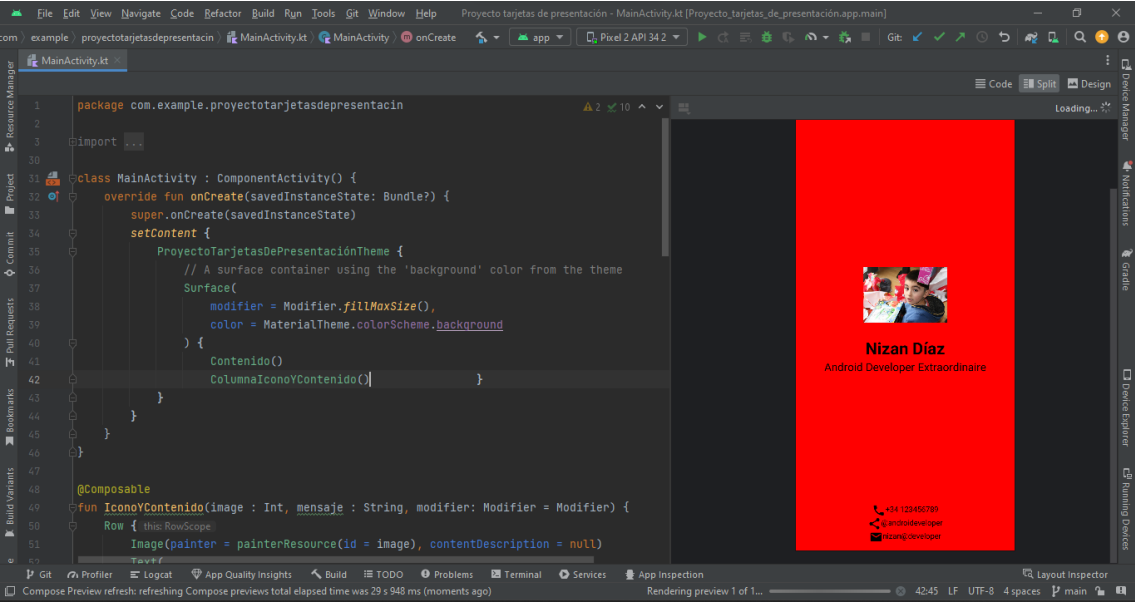 File Edit View Navigate Code Refactor Build Run Tools Git Window Help Proyecto tarjetas de presentación - MainActivity.kt [Proyecto_tarjetas_de_presentación.app.main]
com example proyectotarjetasdepresentacin MainActivity.kt MainActivity onCreate app Pixel 2 API 34 2 Git:
MainActivity.kt
Code Split Design
Loading...
Resource Manager
Project
Commit
Pull Requests
Bookmarks
Build Variants
1 package com.example.proyectotarjetasdepresentacin
2 10
2
3 import ...
30
31 class MainActivity : ComponentActivity() {
32 override fun onCreate(savedInstanceState: Bundle?) {
33 super.onCreate(savedInstanceState)
34 setContent {
35 ProyectoTarjetasDePresentaciónTheme {
36 // A surface container using the 'background' color from the theme
37 Surface(
38 modifier = Modifier.fillMaxSize(),
39 color = MaterialTheme.colorScheme.background
40 ) {
41 Contenido()
42 ColumnaIconoYContenido() }
43 }
44 }
45 }
46 }
47
48 @Composable
49 fun IconoYContenido(image : Int, mensaje : String, modifier: Modifier = Modifier) {
50 Row { this: RowScope
51 Image(painter = painterResource(id = image), contentDescription = null)
52 Text(
Nizan Díaz
Android Developer Extraordinaire
+34 123456789
@androideveloper
nizan@developer
Device Manager
Notifications
Gradle
Device Explorer
Running Devices
Git Profiler Logcat App Quality Insights Build TODO Problems Terminal Services App Inspection Layout Inspector
Compose Preview refresh: refreshing Compose previews total elapsed time was 29 s 948 ms (moments ago) Rendering preview 1 of 1... 42:45 LF UTF-8 4 spaces main